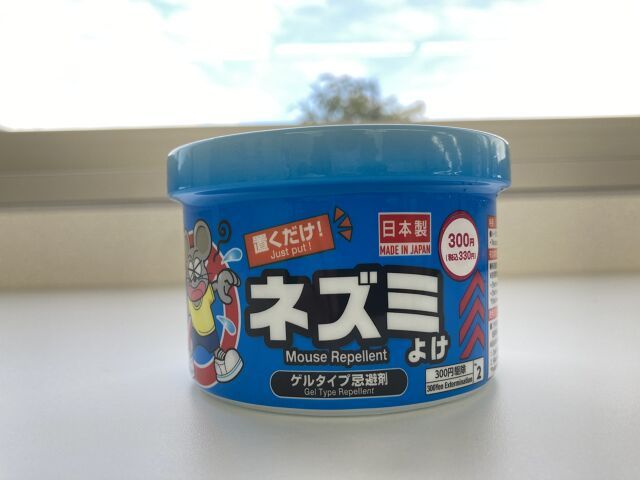 置くだけ!
Just put!
日本製
MADE IN JAPAN
300円
(税込330円)
ネズミ
よけ
Mouse Repellent
ゲルタイプ忌避剤
Gel Type Repellent
300円駆除
300Yen Extermination
2